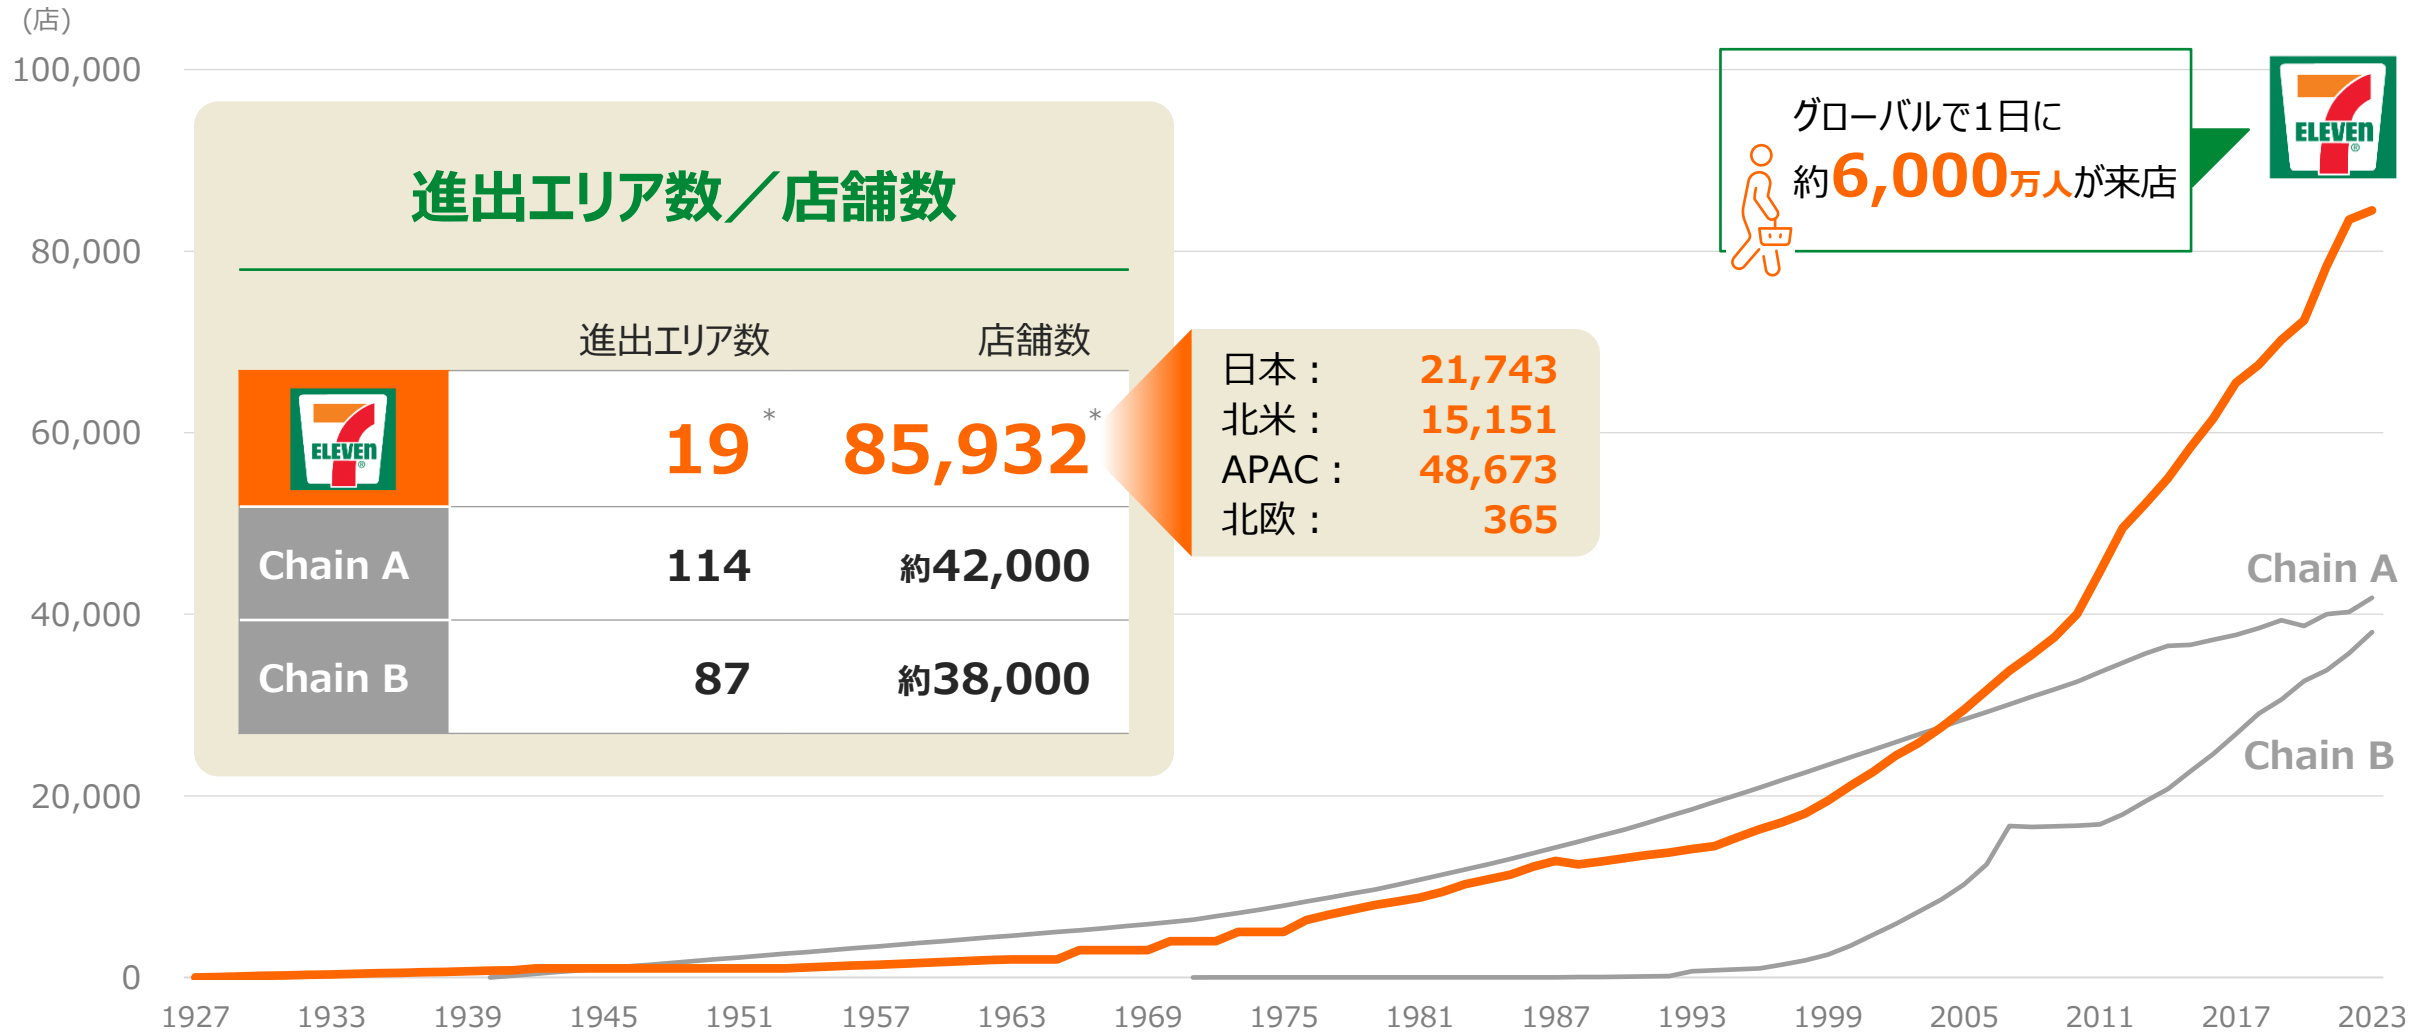 (店)
100,000
80,000
60,000
40,000
20,000
0
進出エリア数／店舗数
進出エリア数 店舗数
7 ELEVEN ® 19* 85,932*
Chain A 114 約42,000
Chain B 87 約38,000
日本： 21,743
北米： 15,151
APAC： 48,673
北欧： 365
グローバルで1日に
約6,000万人が来店
7 ELEVEN ®
Chain A
Chain B
1927 1933 1939 1945 1951 1957 1963 1969 1975 1981 1987 1993 1999 2005 2011 2017 2023